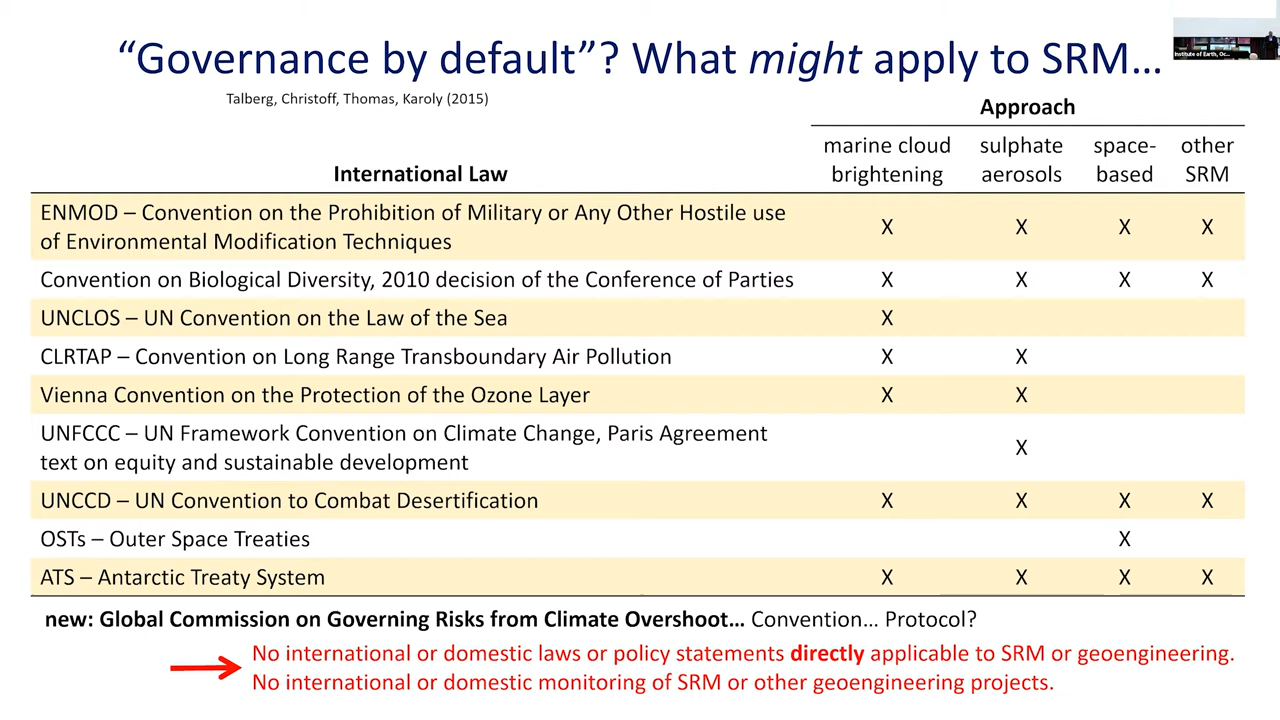 “Governance by default”? What might apply to SRM…
Institute of Earth, Oc...
Talberg, Christoff, Thomas, Karoly (2015)
Approach
International Law
marine cloud brightening
sulphate aerosols
space-based
other SRM
ENMOD – Convention on the Prohibition of Military or Any Other Hostile use
of Environmental Modification Techniques
X X X X
Convention on Biological Diversity, 2010 decision of the Conference of Parties X X X X
UNCLOS – UN Convention on the Law of the Sea X
CLRTAP – Convention on Long Range Transboundary Air Pollution X X
Vienna Convention on the Protection of the Ozone Layer X X
UNFCCC – UN Framework Convention on Climate Change, Paris Agreement
text on equity and sustainable development
X
UNCCD – UN Convention to Combat Desertification X X X X
OSTs – Outer Space Treaties X
ATS – Antarctic Treaty System X X X X
new: Global Commission on Governing Risks from Climate Overshoot… Convention… Protocol?
No international or domestic laws or policy statements directly applicable to SRM or geoengineering.
No international or domestic monitoring of SRM or other geoengineering projects.